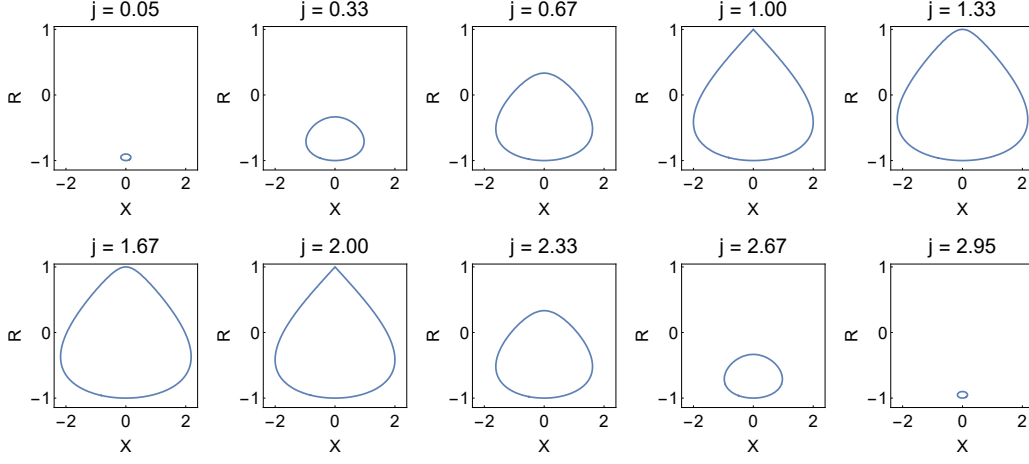 j = 0.05 j = 0.33 j = 0.67 j = 1.00 j = 1.33
1 1 1 1 1
R R R R R
0 0 0 0 0
−1 −1 −1 −1 −1
−2 0 2 −2 0 2 −2 0 2 −2 0 2 −2 0 2
X X X X X
j = 1.67 j = 2.00 j = 2.33 j = 2.67 j = 2.95
1 1 1 1 1
R R R R R
0 0 0 0 0
−1 −1 −1 −1 −1
−2 0 2 −2 0 2 −2 0 2 −2 0 2 −2 0 2
X X X X X